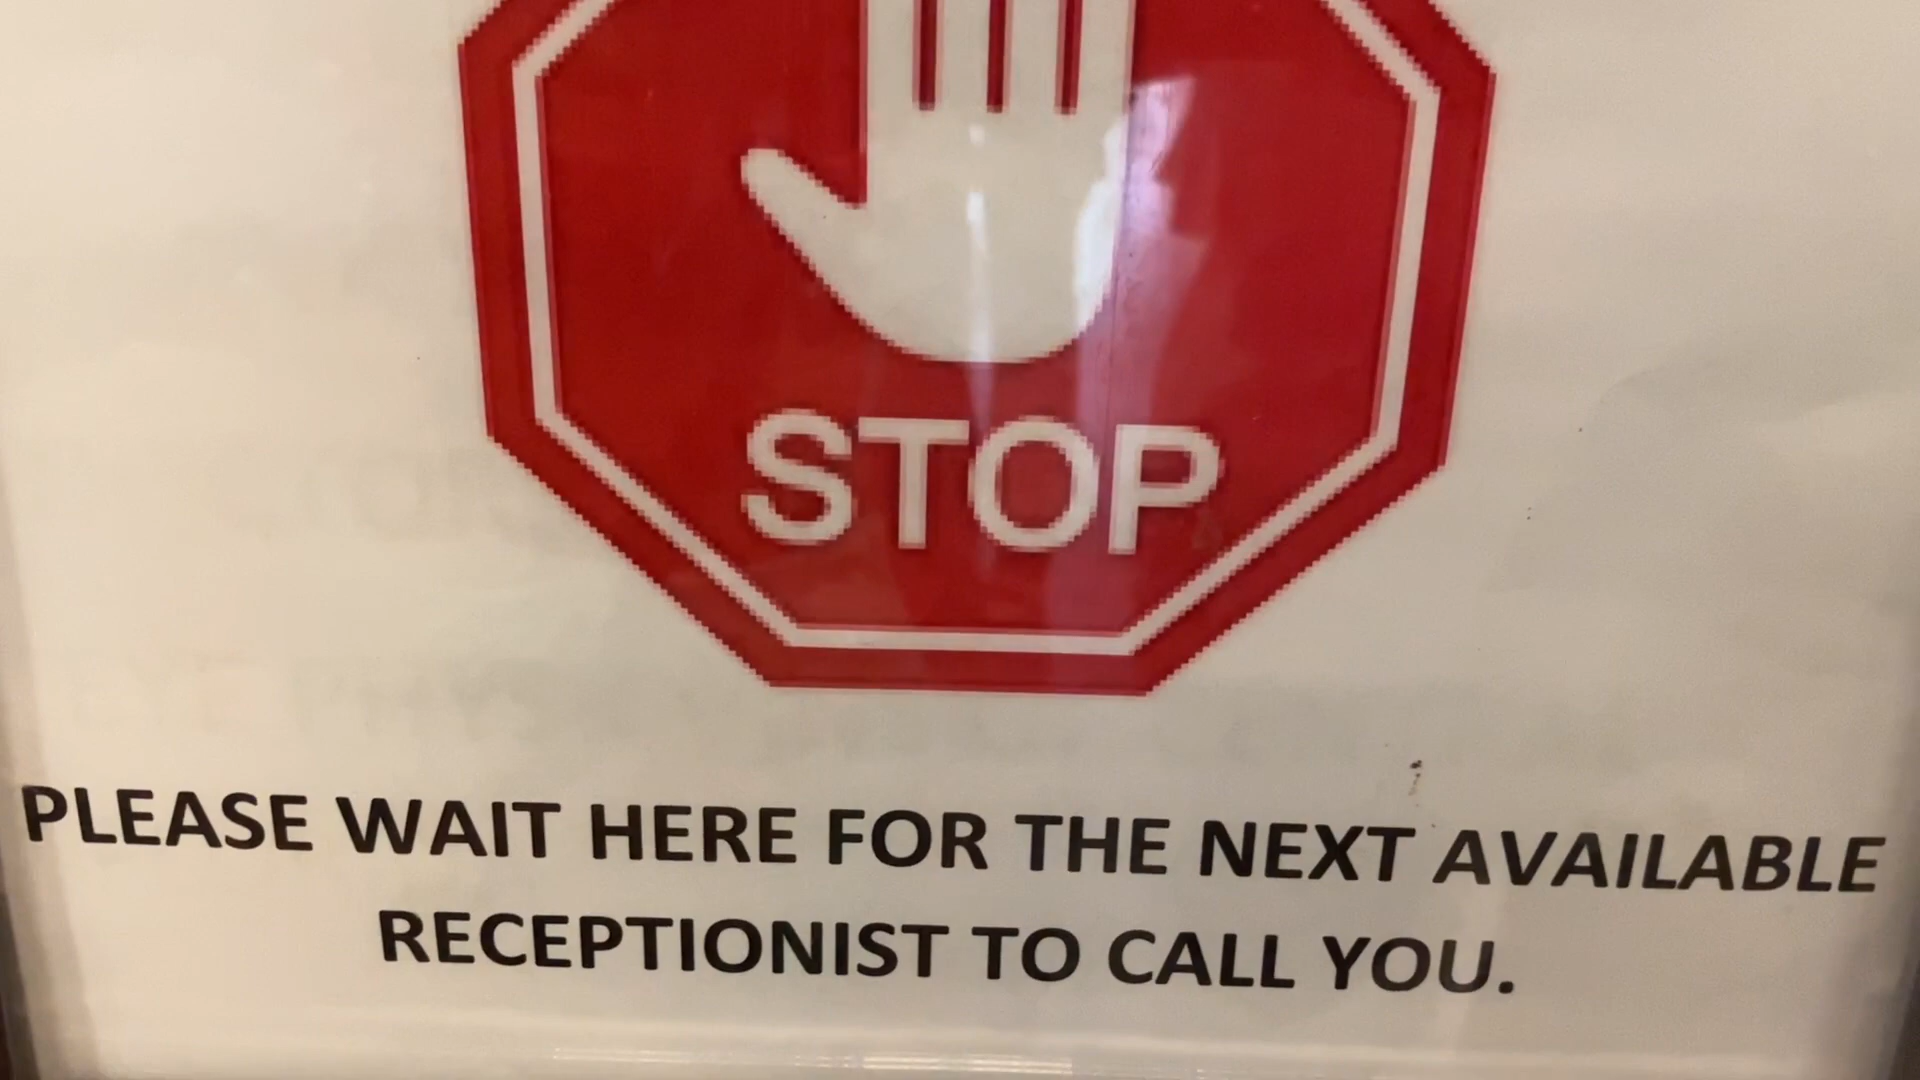 STOP
PLEASE WAIT HERE FOR THE NEXT AVAILABLE
RECEPTIONIST TO CALL YOU.